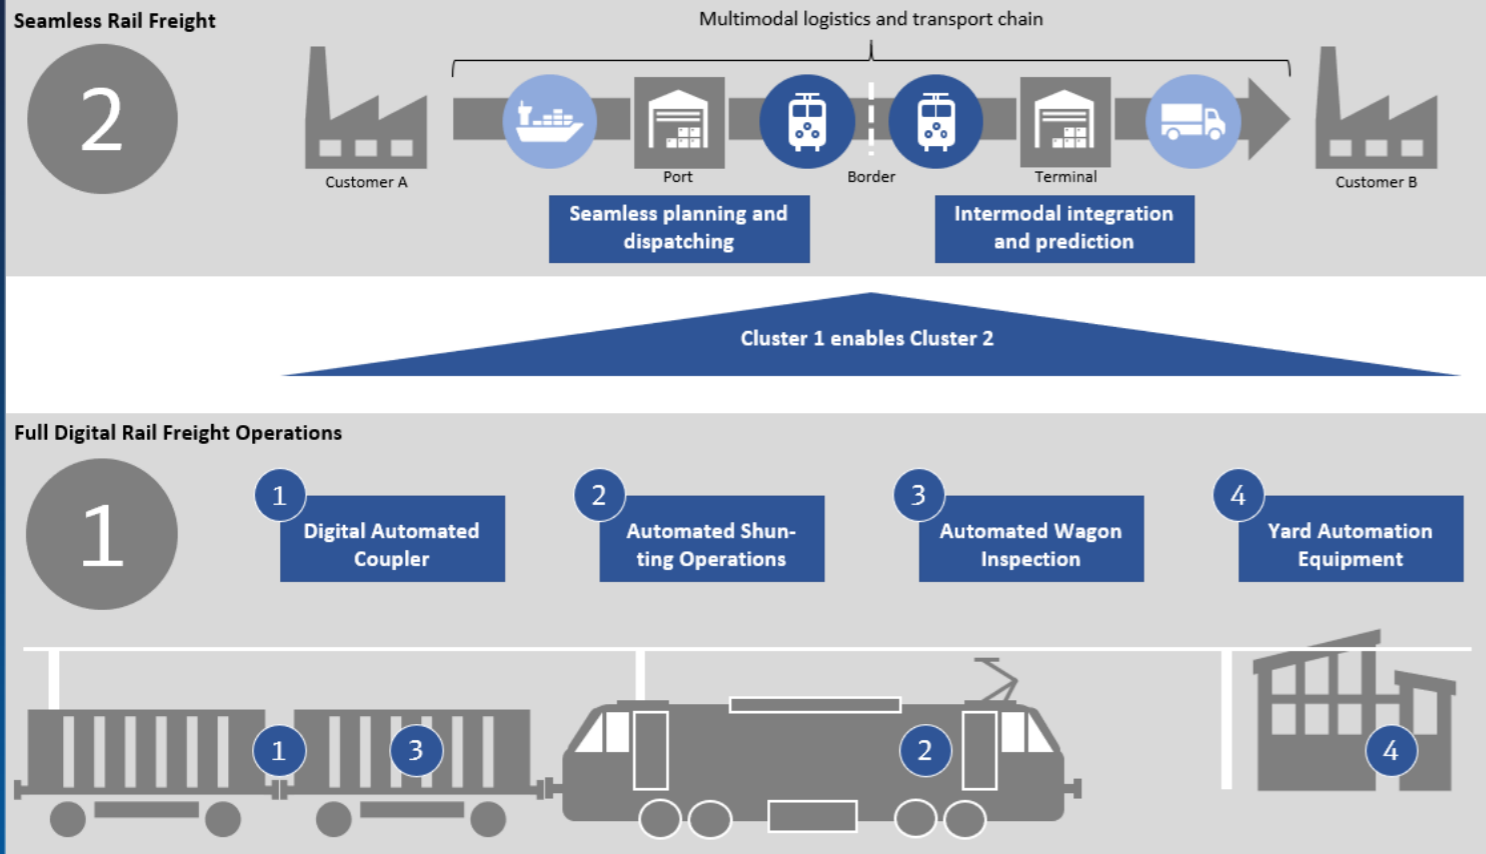 Seamless Rail Freight
Multimodal logistics and transport chain
2
Customer A
Port
Border
Terminal
Customer B
Seamless planning and
dispatching
Intermodal integration
and prediction
Cluster 1 enables Cluster 2
Full Digital Rail Freight Operations
1
1
Digital Automated
Coupler
2
Automated Shun-
ting Operations
3
Automated Wagon
Inspection
4
Yard Automation
Equipment
1
3
2
4